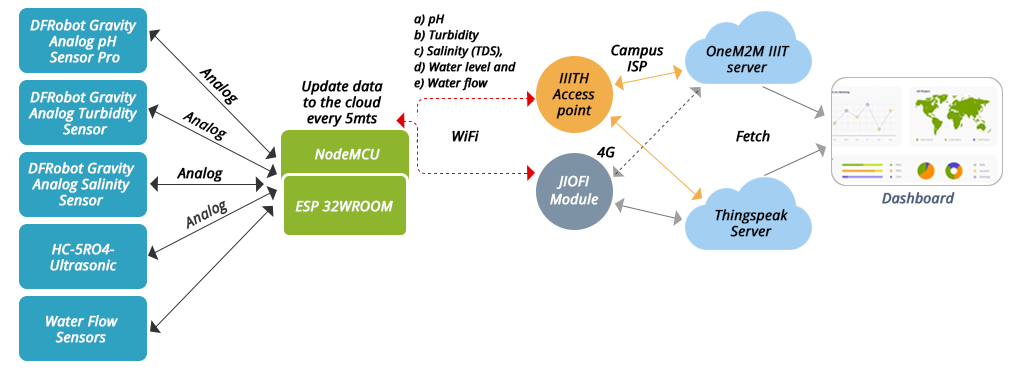 DFRobot Gravity
Analog pH
Sensor Pro
DFRobot Gravity
Analog Turbidity
Sensor
DFRobot Gravity
Analog Salinity
Sensor
HC-5RO4-
Ultrasonic
Water Flow
Sensors
Analog
Analog
Analog
Analog
Update data
to the cloud
every 5mts
NodeMCU
ESP 32WROOM
a) pH
b) Turbidity
c) Salinity (TDS),
d) Water level and
e) Water flow
WiFi
IIITH
Access
point
JIOFI
Module
4G
Campus
ISP
OneM2M IIIT
server
Thingspeak
Server
Fetch
Dashboard